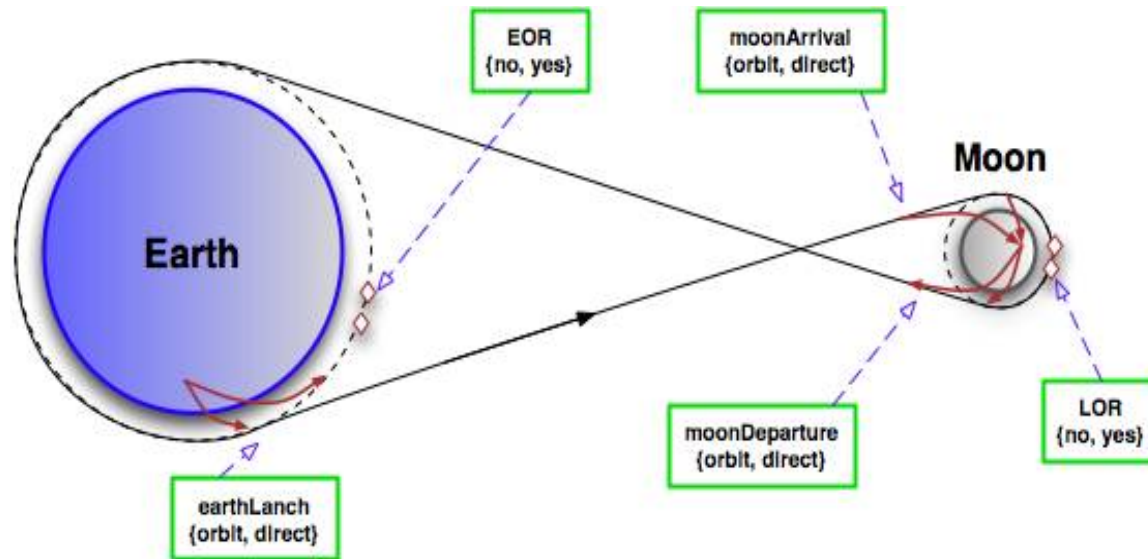 EOR
{no, yes}
moonArrival
{orbit, direct}
Moon
Earth
moonDeparture
{orbit, direct}
LOR
{no, yes}
earthLanch
{orbit, direct}